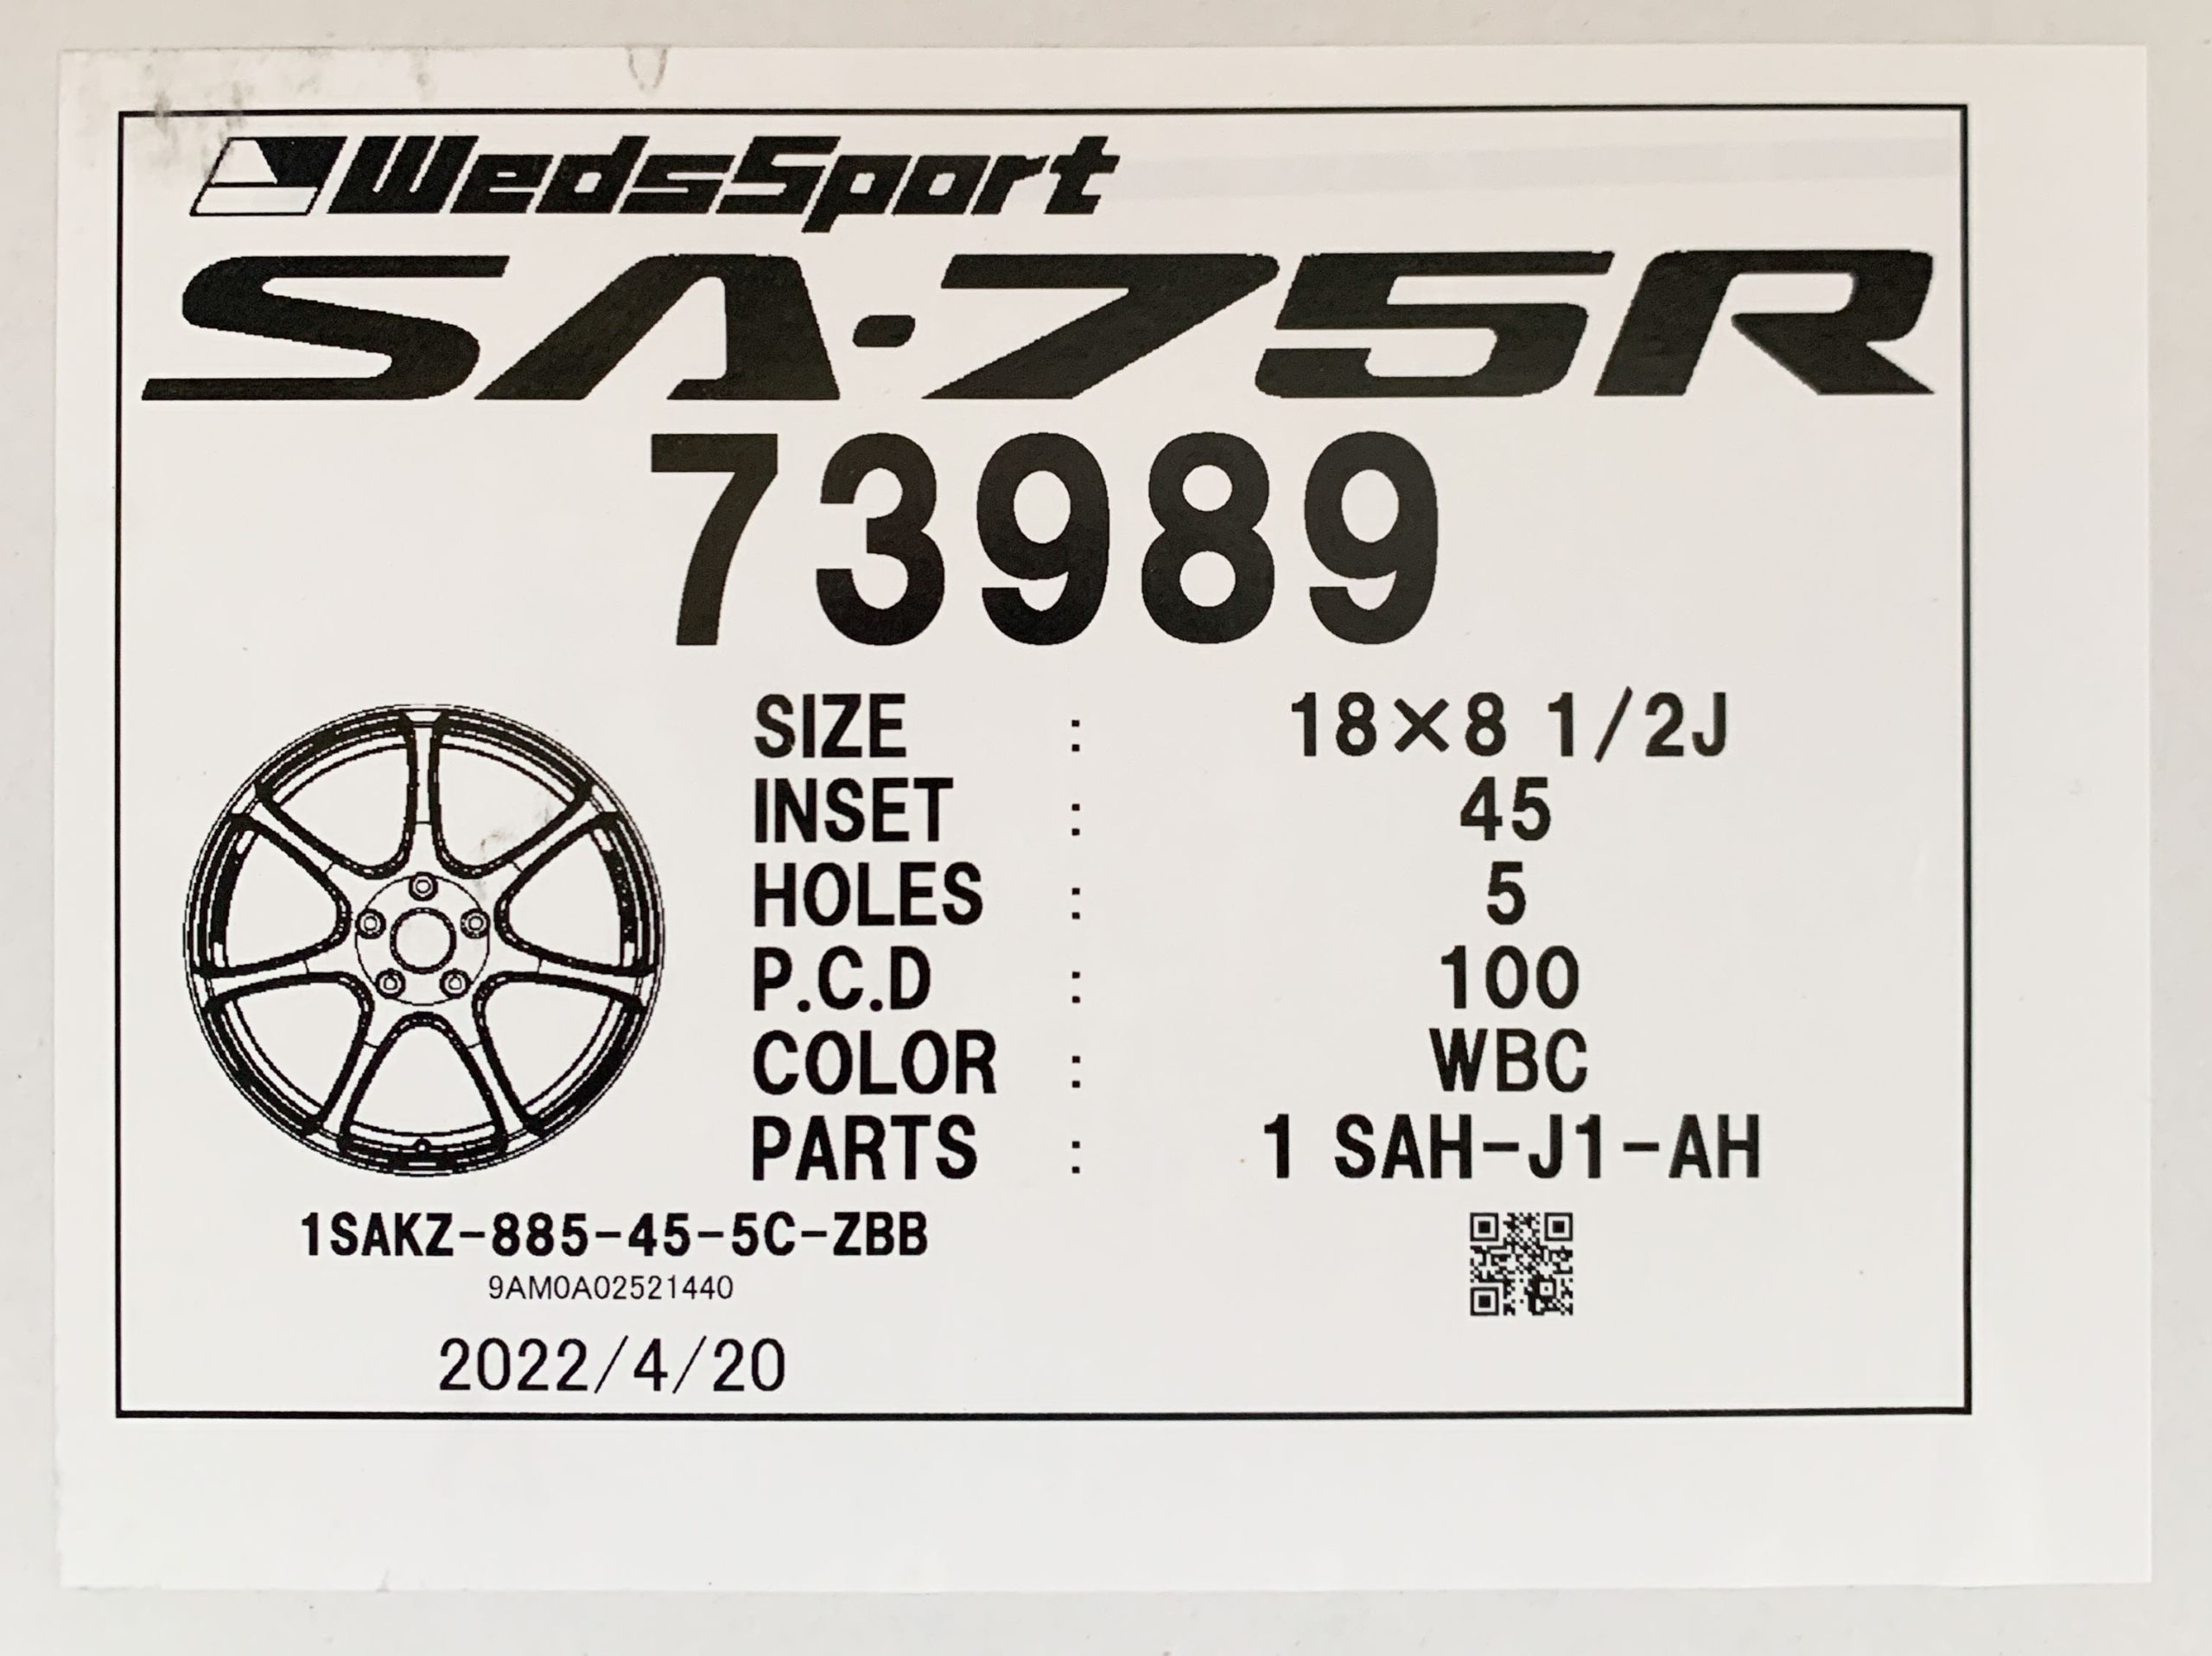 WedsSport
SA-75R
73989
SIZE : 18×8 1/2J
INSET : 45
HOLES : 5
P.C.D : 100
COLOR : WBC
PARTS : 1 SAH-J1-AH
1SAKZ-885-45-5C-ZBB
9AM0A02521440
2022/4/20